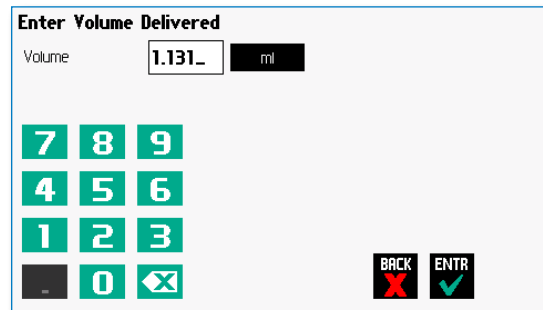 Enter Volume Delivered
Volume 1.131_ ml
7 8 9
4 5 6
1 2 3
. 0 X
BACK ENTR